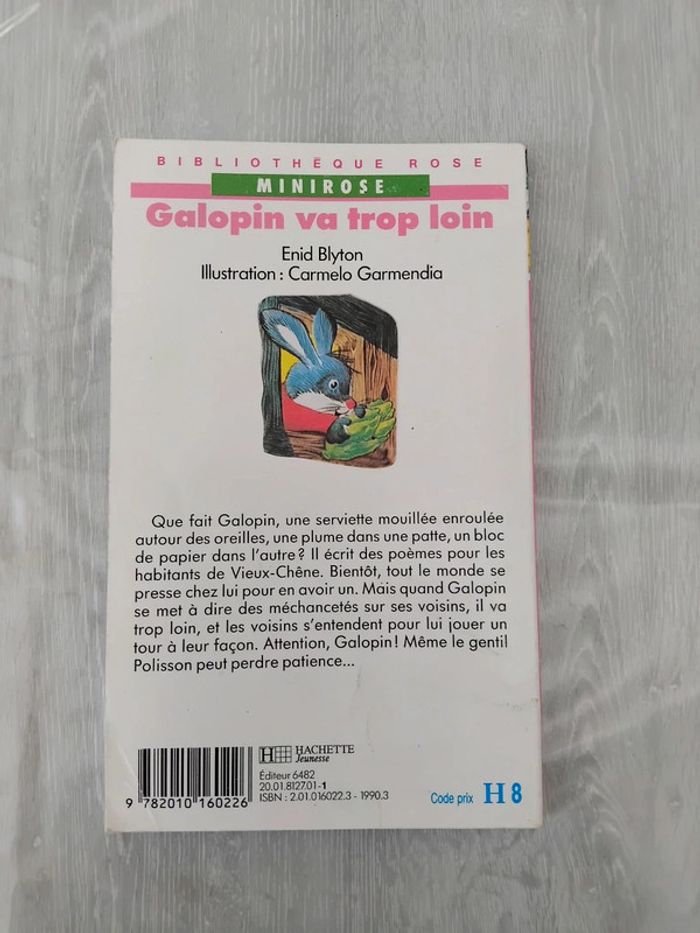 BIBLIOTHÈQUE ROSE
MINIROSE
Galopin va trop loin
Enid Blyton
Illustration : Carmelo Garmendia
Que fait Galopin, une serviette mouillée enroulée
autour des oreilles, une plume dans une patte, un bloc
de papier dans l'autre ? Il écrit des poèmes pour les
habitants de Vieux-Chêne. Bientôt, tout le monde se
presse chez lui pour en avoir un. Mais quand Galopin
se met à dire des méchancetés sur ses voisins, il va
trop loin, et les voisins s'entendent pour lui jouer un
tour à leur façon. Attention, Galopin ! Même le gentil
Polisson peut perdre patience...
H HACHETTE
Jeunesse
Éditeur 6482
20.01.8127.01-1
ISBN : 2.01.016022.3 - 1990.3
9 782010 160226
Code prix H 8